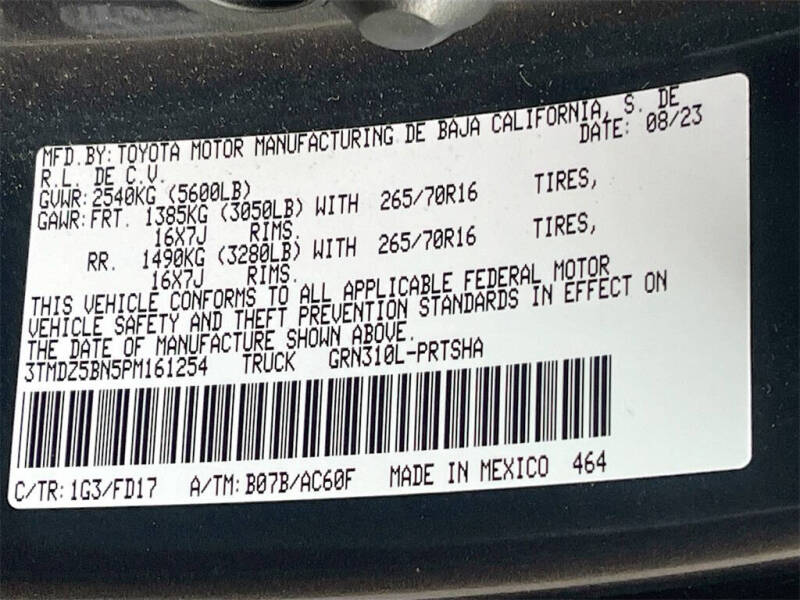 MFD.BY: TOYOTA MOTOR MANUFACTURING DE BAJA CALIFORNIA, S. DE
R.L. DE C.V. DATE: 08/23
GVWR: 2540KG (5600LB)
GAWR: FRT. 1385KG (3050LB) WITH 265/70R16 TIRES,
16X7J RIMS.
RR. 1490KG (3280LB) WITH 265/70R16 TIRES,
16X7J RIMS.
THIS VEHICLE CONFORMS TO ALL APPLICABLE FEDERAL MOTOR
VEHICLE SAFETY AND THEFT PREVENTION STANDARDS IN EFFECT ON
THE DATE OF MANUFACTURE SHOWN ABOVE.
3TMDZ5BN5PM161254 TRUCK GRN310L-PRTSHA
C/TR: 1G3/FD17 A/TM: B07B/AC60F MADE IN MEXICO 464